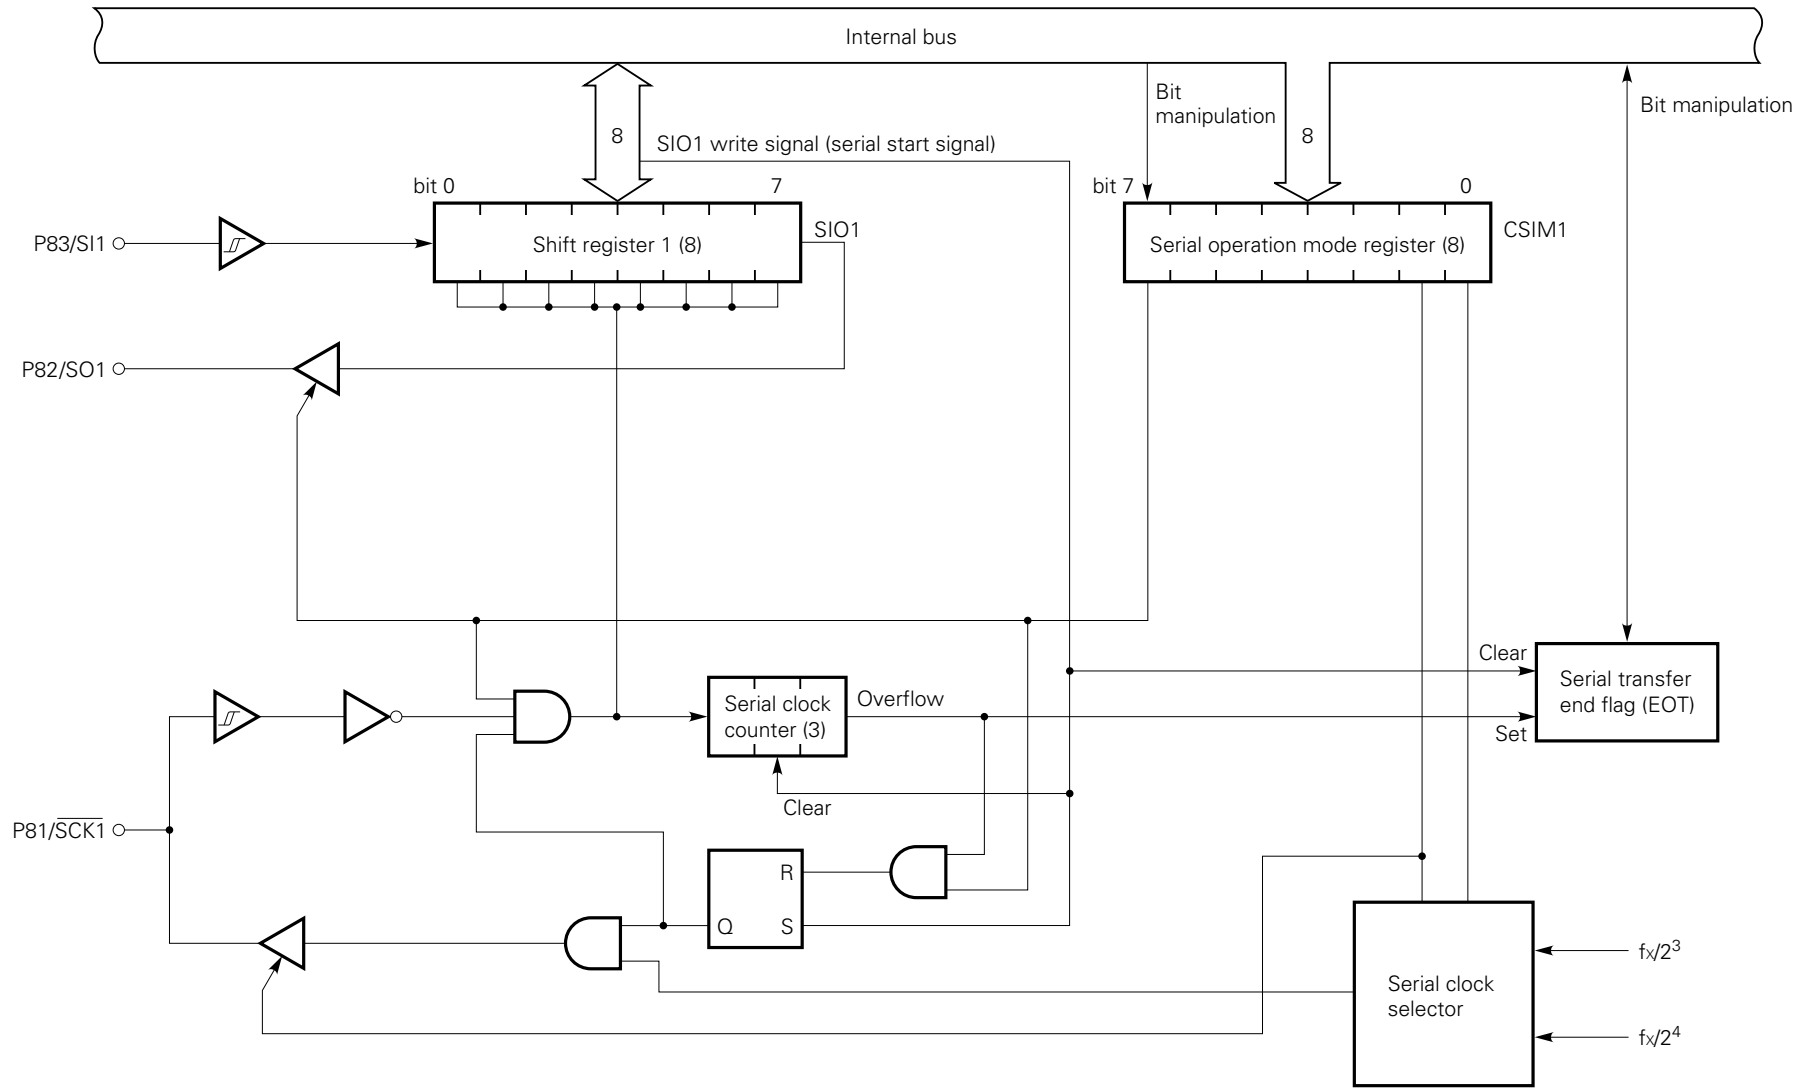 Internal bus
Bit
manipulation
Bit manipulation
8
8
SIO1 write signal (serial start signal)
bit 0
7
bit 7
0
P83/SI1
Shift register 1 (8)
SIO1
Serial operation mode register (8)
CSIM1
P82/SO1
Clear
Serial transfer
end flag (EOT)
Set
Serial clock
counter (3)
Overflow
Clear
P81/S̅C̅K̅1̅
R
Q
S
Serial clock
selector
fx/2³
fx/2⁴